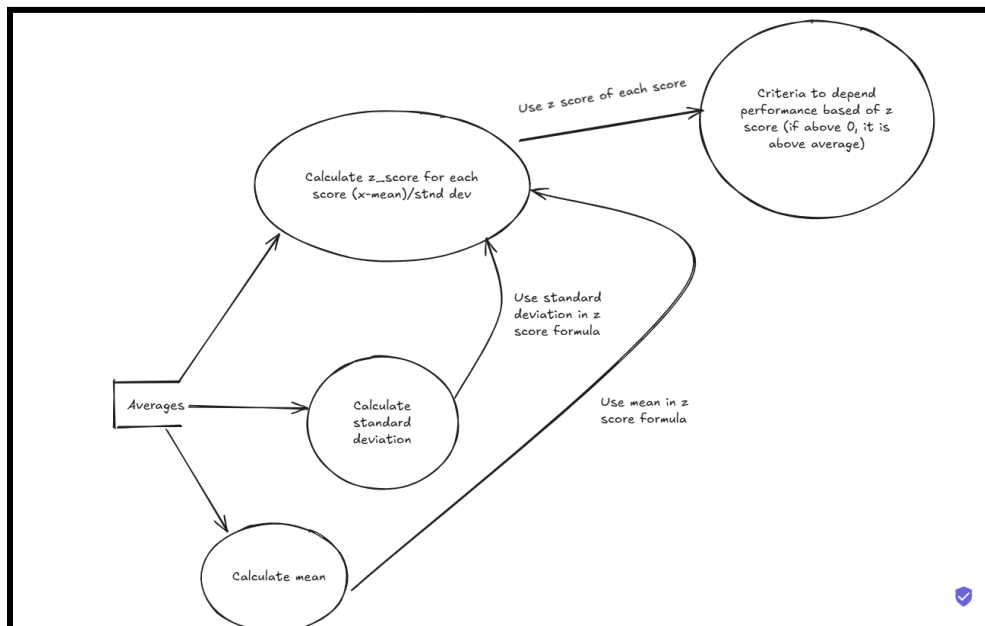 Use z score of each score
Criteria to depend
performance based of z
score (if above 0, it is
above average)
Calculate z_score for each
score (x-mean)/stnd dev
Use standard
deviation in z
score formula
Averages
Calculate
standard
deviation
Use mean in z
score formula
Calculate mean